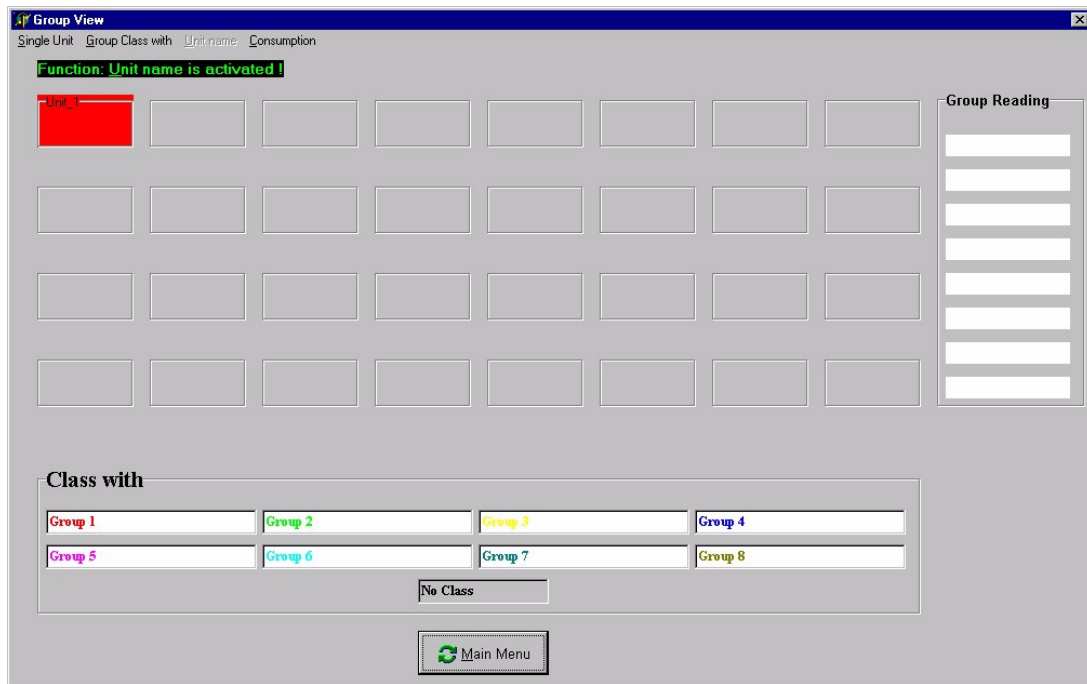 Group View
Single Unit Group Class with Unit name Consumption
Function: Unit name is activated !
Unit_1
Group Reading
Class with
Group 1 Group 2 Group 3 Group 4
Group 5 Group 6 Group 7 Group 8
No Class
Main Menu